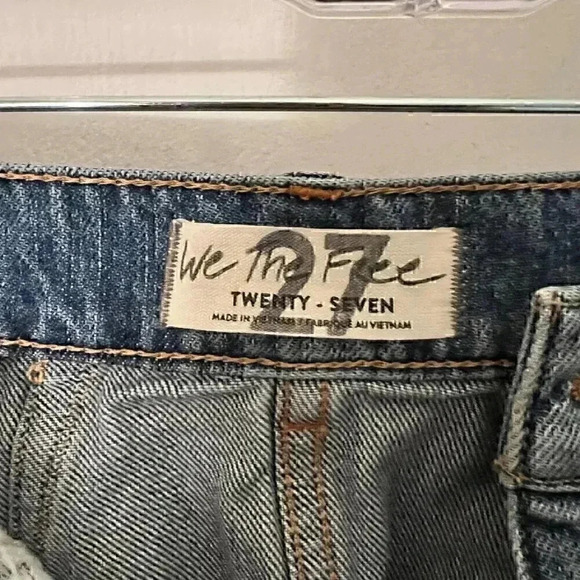 We The Free
27
TWENTY - SEVEN
MADE IN VIETNAM / FABRIQUÉ AU VIETNAM